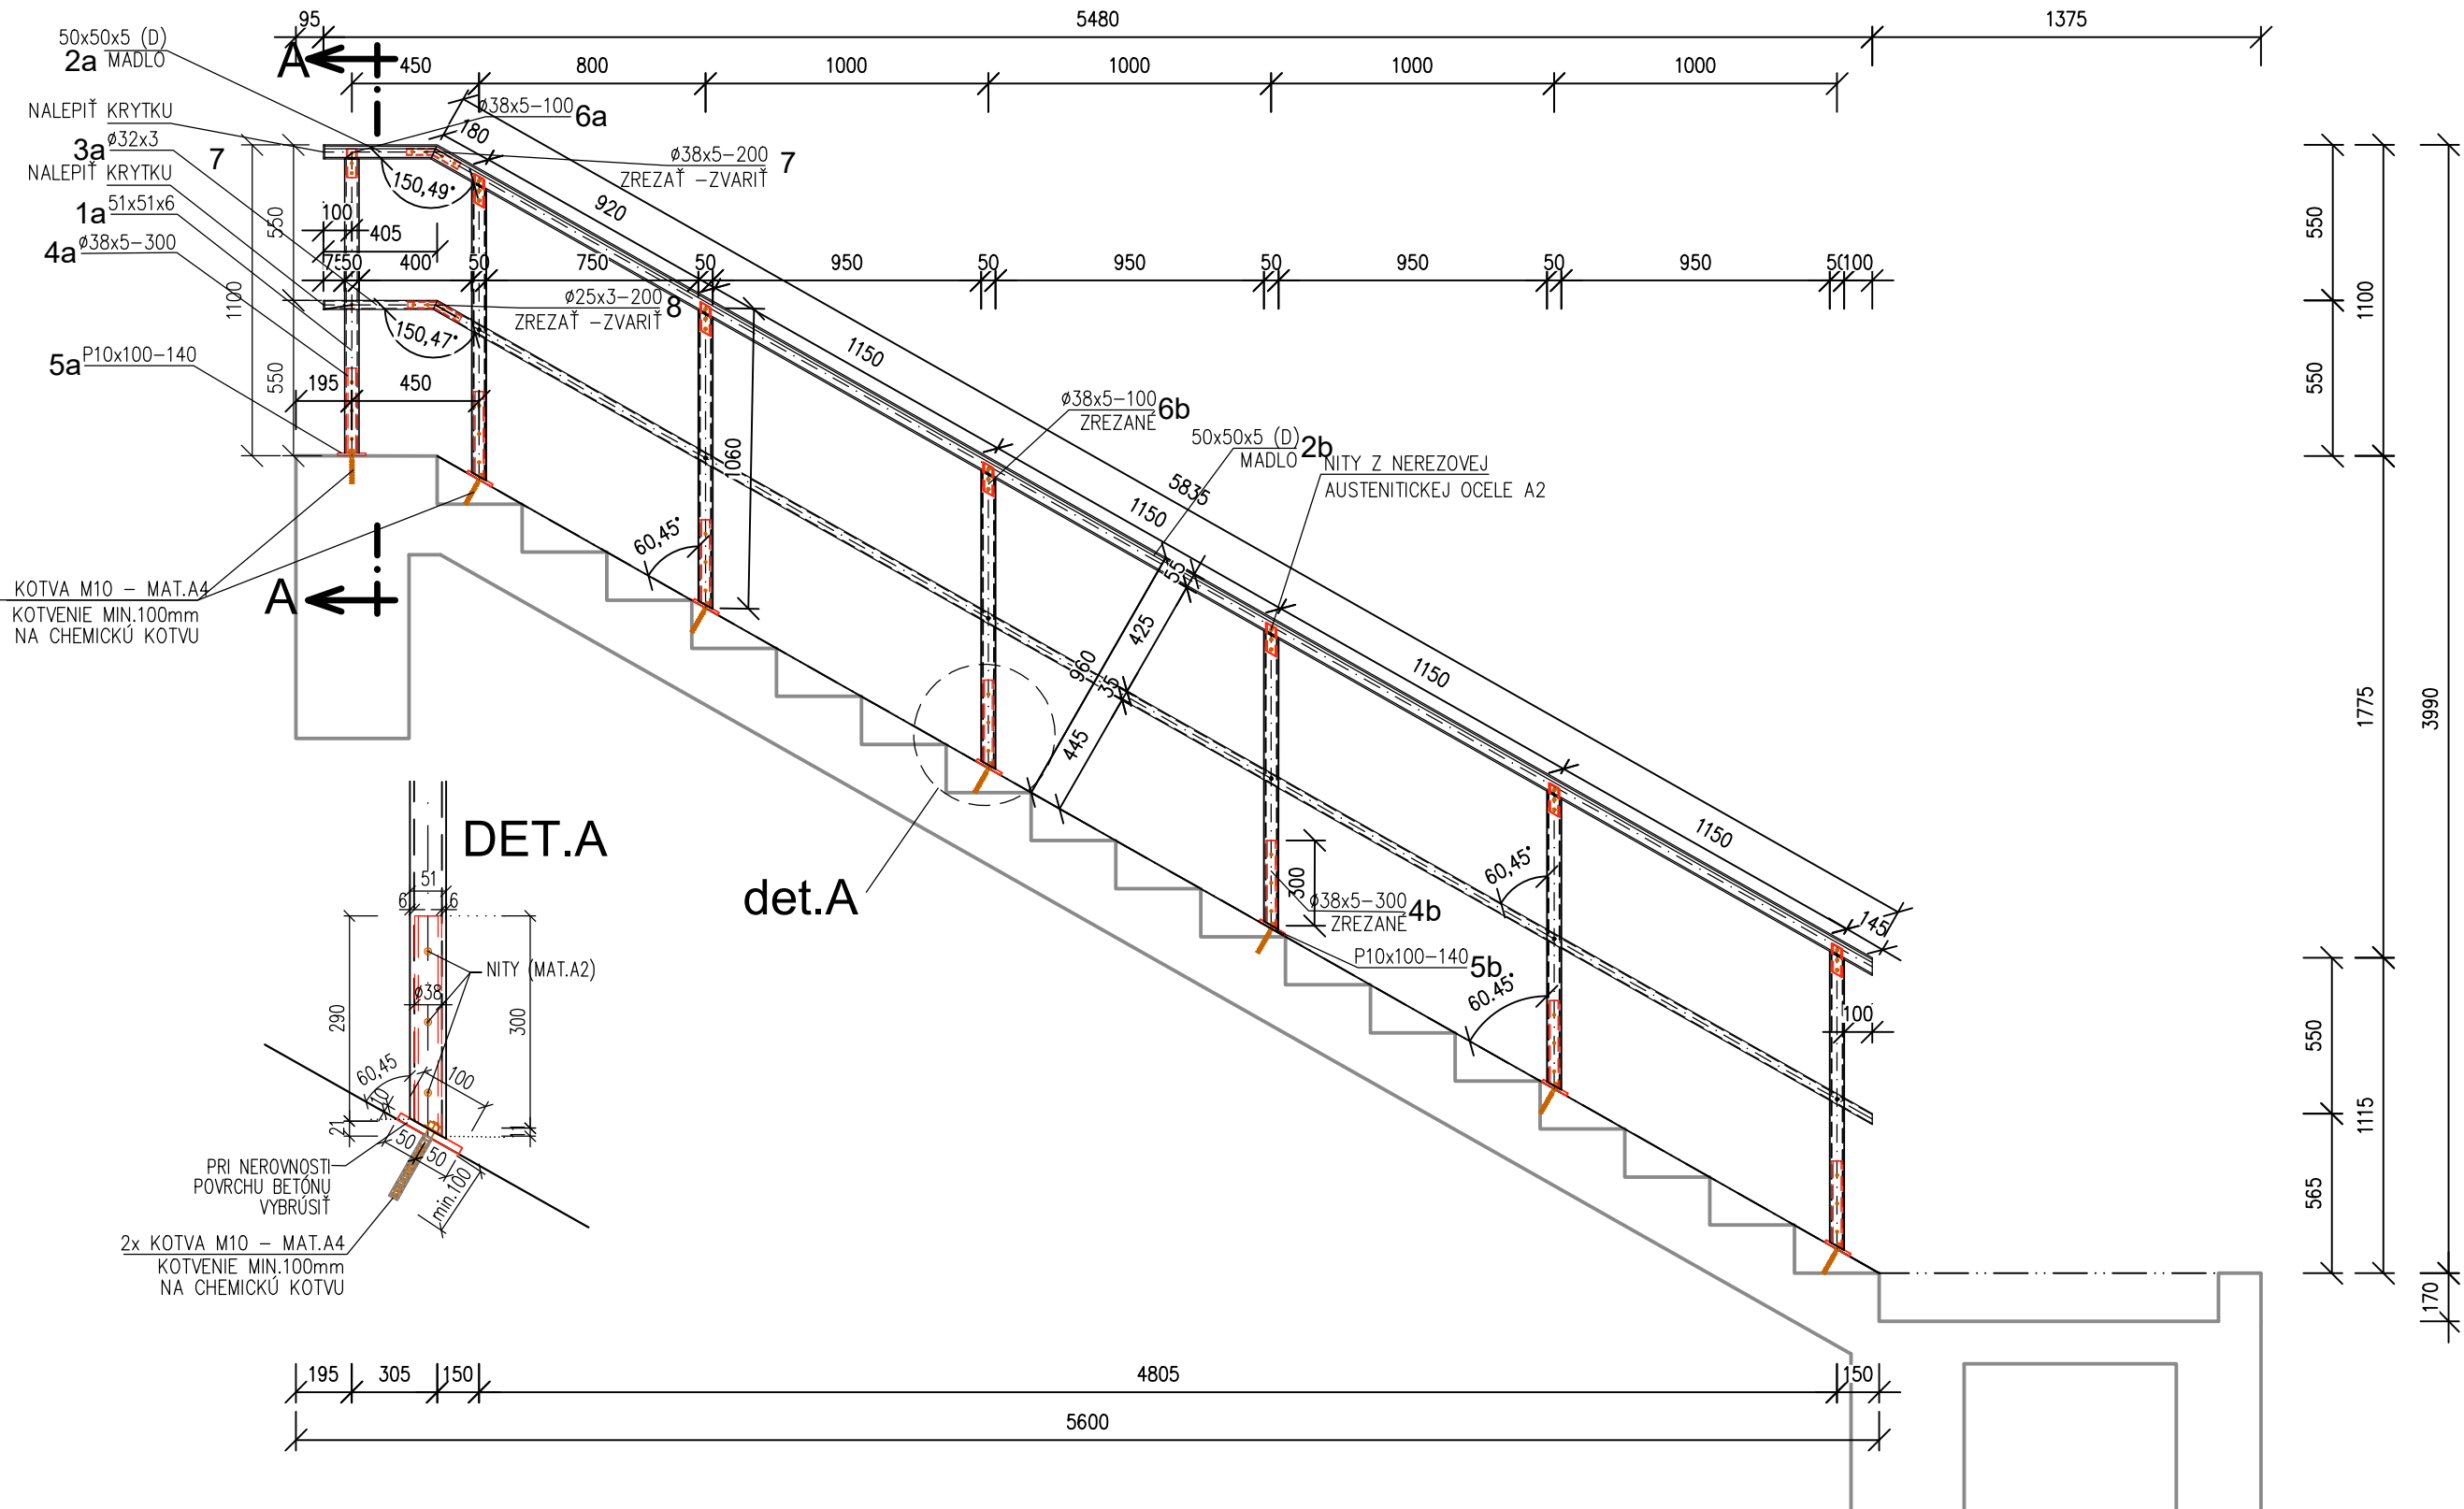 95
5480
1375
50x50x5 (D)
2a MADLO
A
450
800
1000
1000
1000
1000
NALEPIŤ KRYTKU
ø38x5-100 6a
180
3a ø32x3
7
ø38x5-200 7
ZREZAŤ -ZVARIŤ
NALEPIŤ KRYTKU
150,49°
920
1a 51x51x6
100
550
405
4a ø38x5-300
550
75
50
400
50
750
50
950
50
950
50
950
50
950
50
100
1100
1100
ø25x3-200 8
ZREZAŤ -ZVARIŤ
150,47°
1150
5a P10x100-140
550
195
450
550
ø38x5-100 6b
ZREZANÉ
50x50x5 (D) 2b
MADLO
NITY Z NEREZOVEJ
AUSTENITICKEJ OCELE A2
1060
5835
1150
60,45°
55
KOTVA M10 - MAT.A4
KOTVENIE MIN.100mm
NA CHEMICKÚ KOTVU
A
425
960
35
1150
445
1775
3990
DET.A
det.A
1150
60,45°
300
ø38x5-300 4b
ZREZANÉ
145
51
6
6
P10x100-140 5b
60.45°
NITY (MAT.A2)
ø38
290
300
100
550
60,45
100
10
21
11
50
50
min.100
1115
565
PRI NEROVNOSTI
POVRCHU BETÓNU
VYBRÚSIŤ
2x KOTVA M10 - MAT.A4
KOTVENIE MIN.100mm
NA CHEMICKÚ KOTVU
170
195
305
150
4805
150
5600